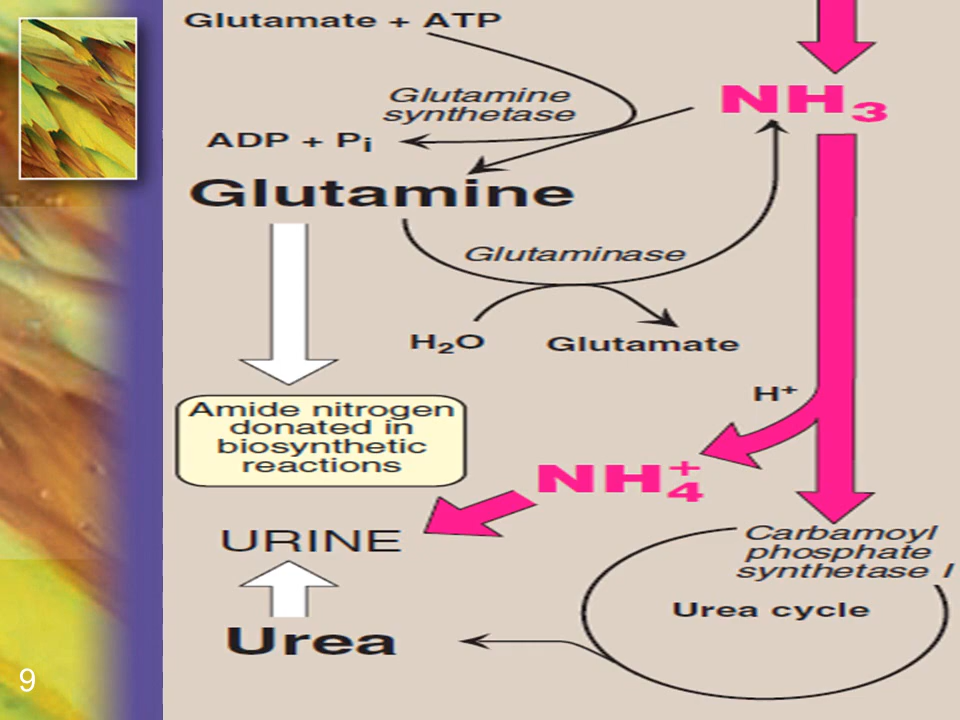 Glutamate + ATP
Glutamine
synthetase
NH₃
ADP + Pᵢ
Glutamine
Glutaminase
H₂O
Glutamate
H⁺
Amide nitrogen
donated in
biosynthetic
reactions
NH₄⁺
URINE
Carbamoyl
phosphate
synthetase I
Urea cycle
Urea
9